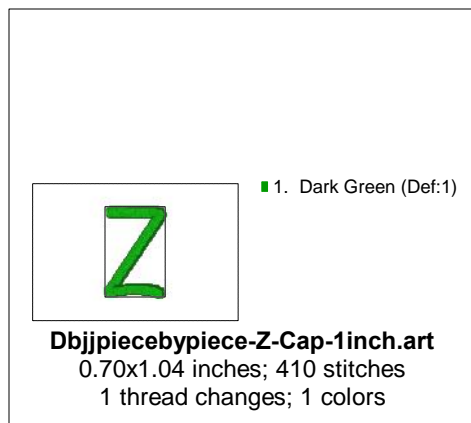 1. Dark Green (Def:1)
Z
Dbjjpiecebypiece-Z-Cap-1inch.art
0.70x1.04 inches; 410 stitches
1 thread changes; 1 colors